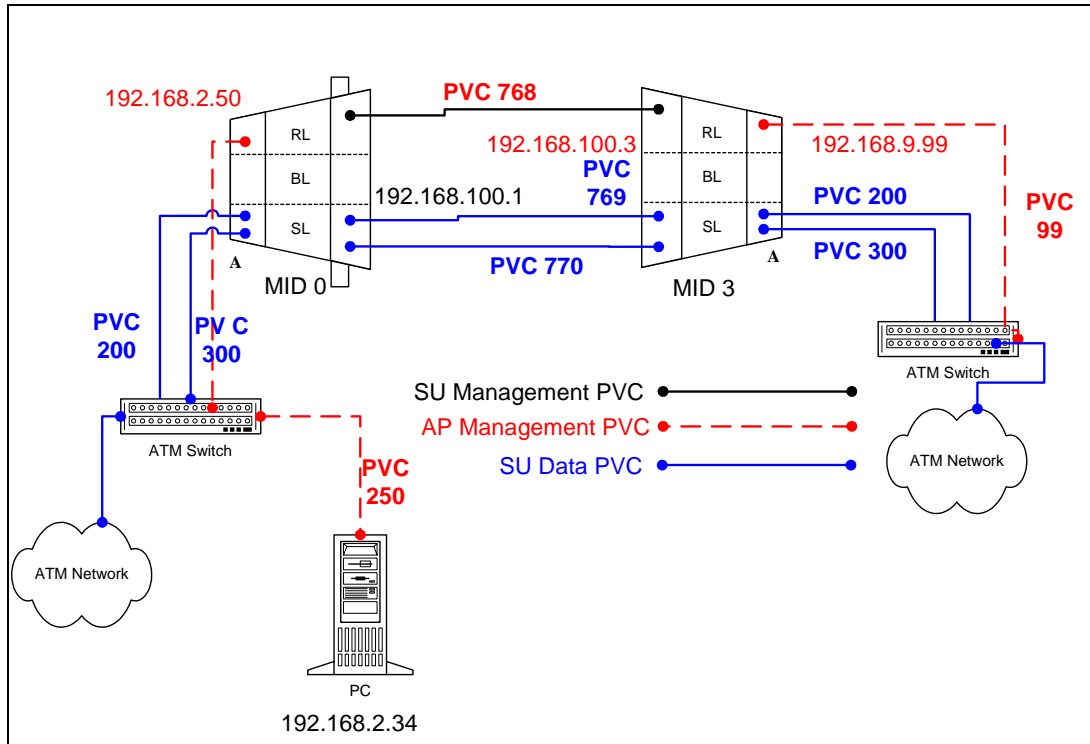 192.168.2.50
PVC 768
RL
BL
SL
192.168.100.1
A
MID 0
192.168.100.3
PVC
769
PVC 770
RL
BL
SL
192.168.9.99
PVC 200
PVC 300
A
MID 3
PVC
99
PVC
200
PV C
300
ATM Switch
ATM Switch
SU Management PVC
AP Management PVC
SU Data PVC
PVC
250
ATM Network
ATM Network
PC
192.168.2.34